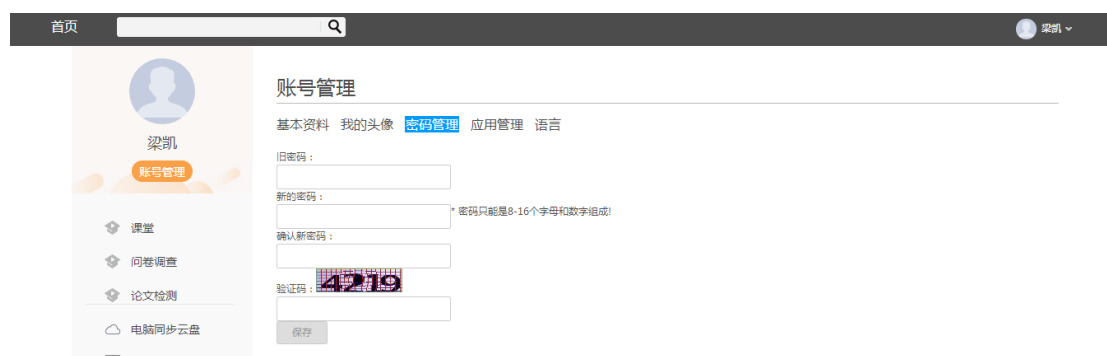 首页
梁凯
梁凯
账号管理
课堂
问卷调查
论文检测
电脑同步云盘
账号管理
基本资料 我的头像 密码管理 应用管理 语言
旧密码：
新的密码：
* 密码只能是8-16个字母和数字组成!
确认新密码：
验证码： 4219
保存